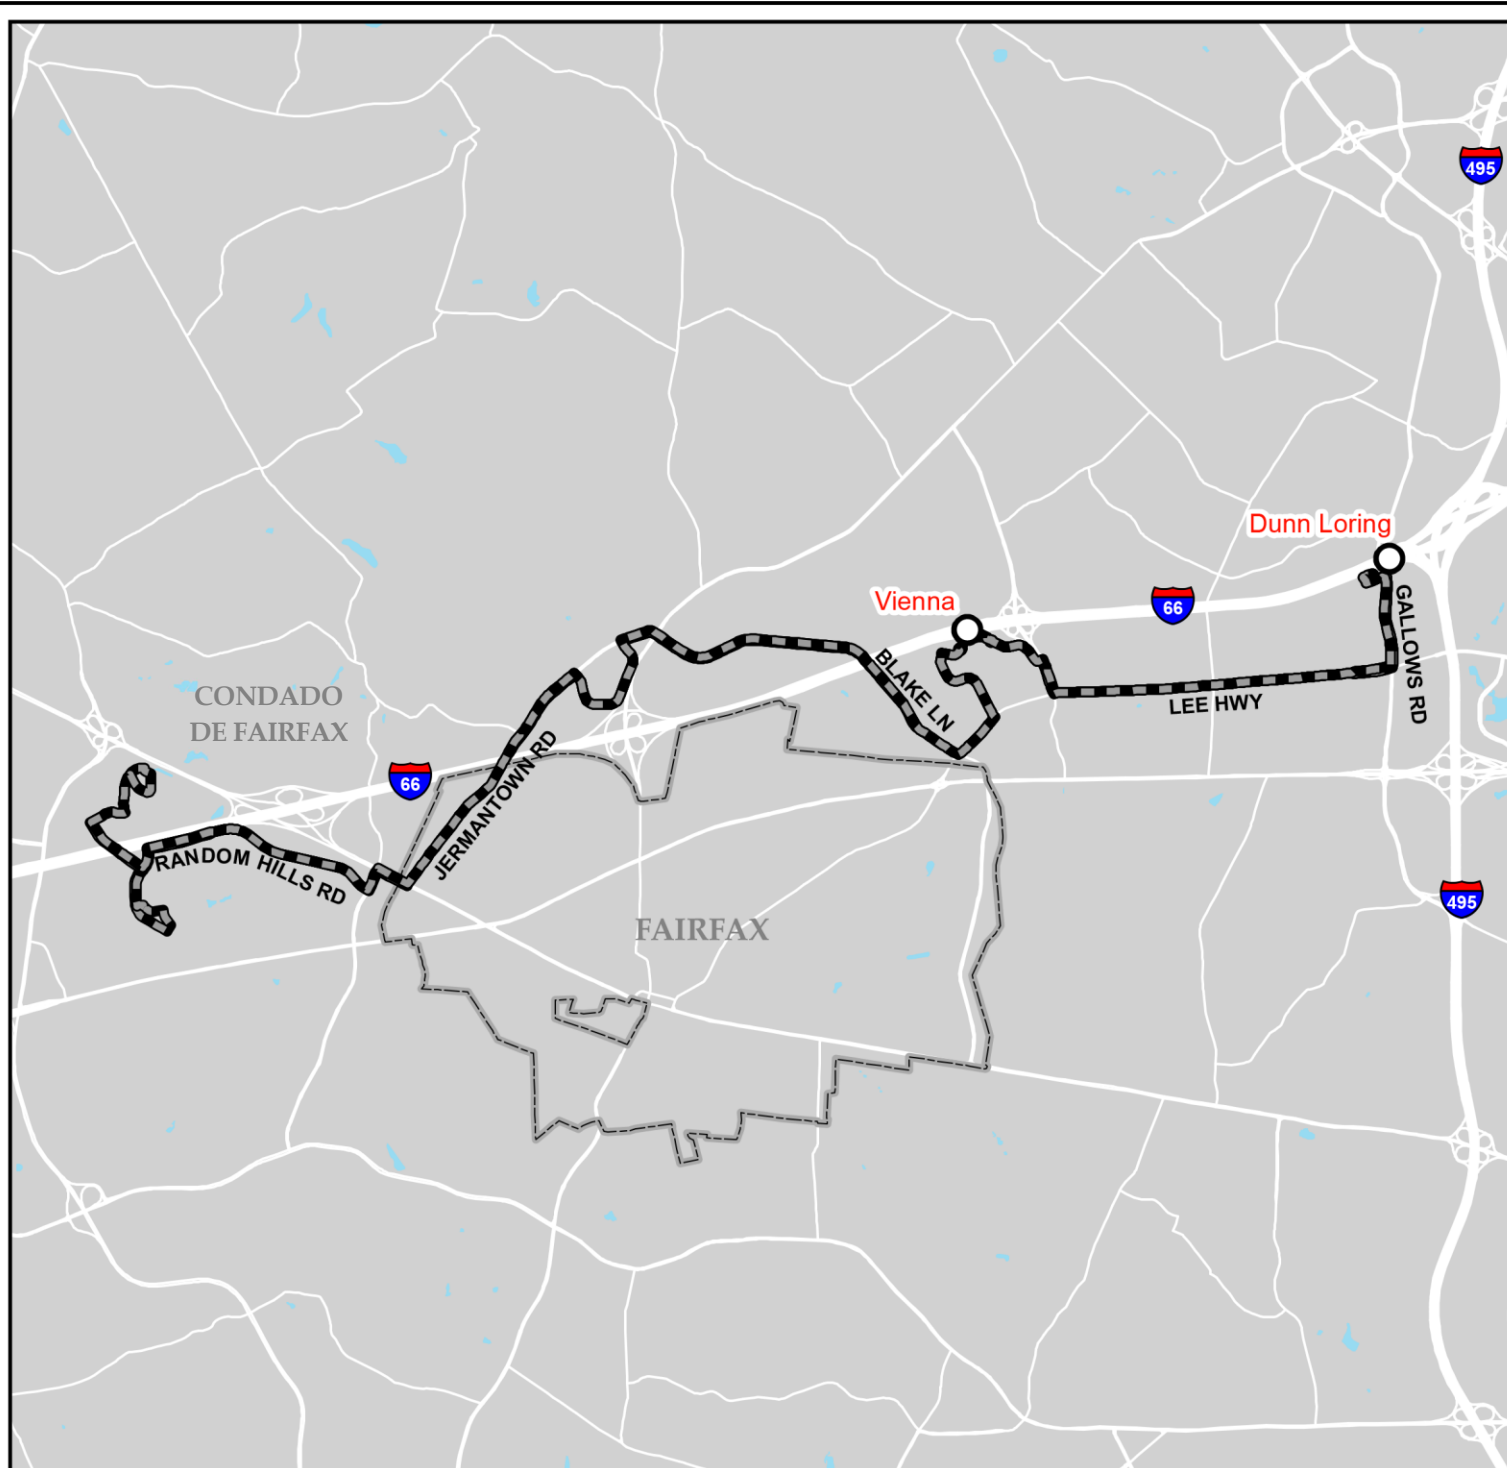 495
Dunn Loring
Vienna
66
GALLOWS RD
BLAKE LN
LEE HWY
CONDADO
DE FAIRFAX
66
JERMANTOWN RD
RANDOM HILLS RD
495
FAIRFAX